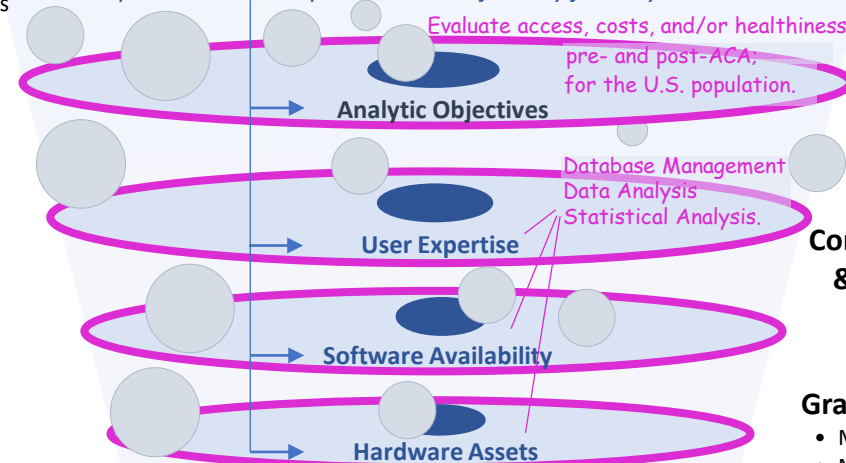 s
Evaluate access, costs, and/or healthiness
pre- and post-ACA;
for the U.S. population.
Analytic Objectives
Database Management
Data Analysis
Statistical Analysis.
User Expertise
Software Availability
Hardware Assets
&